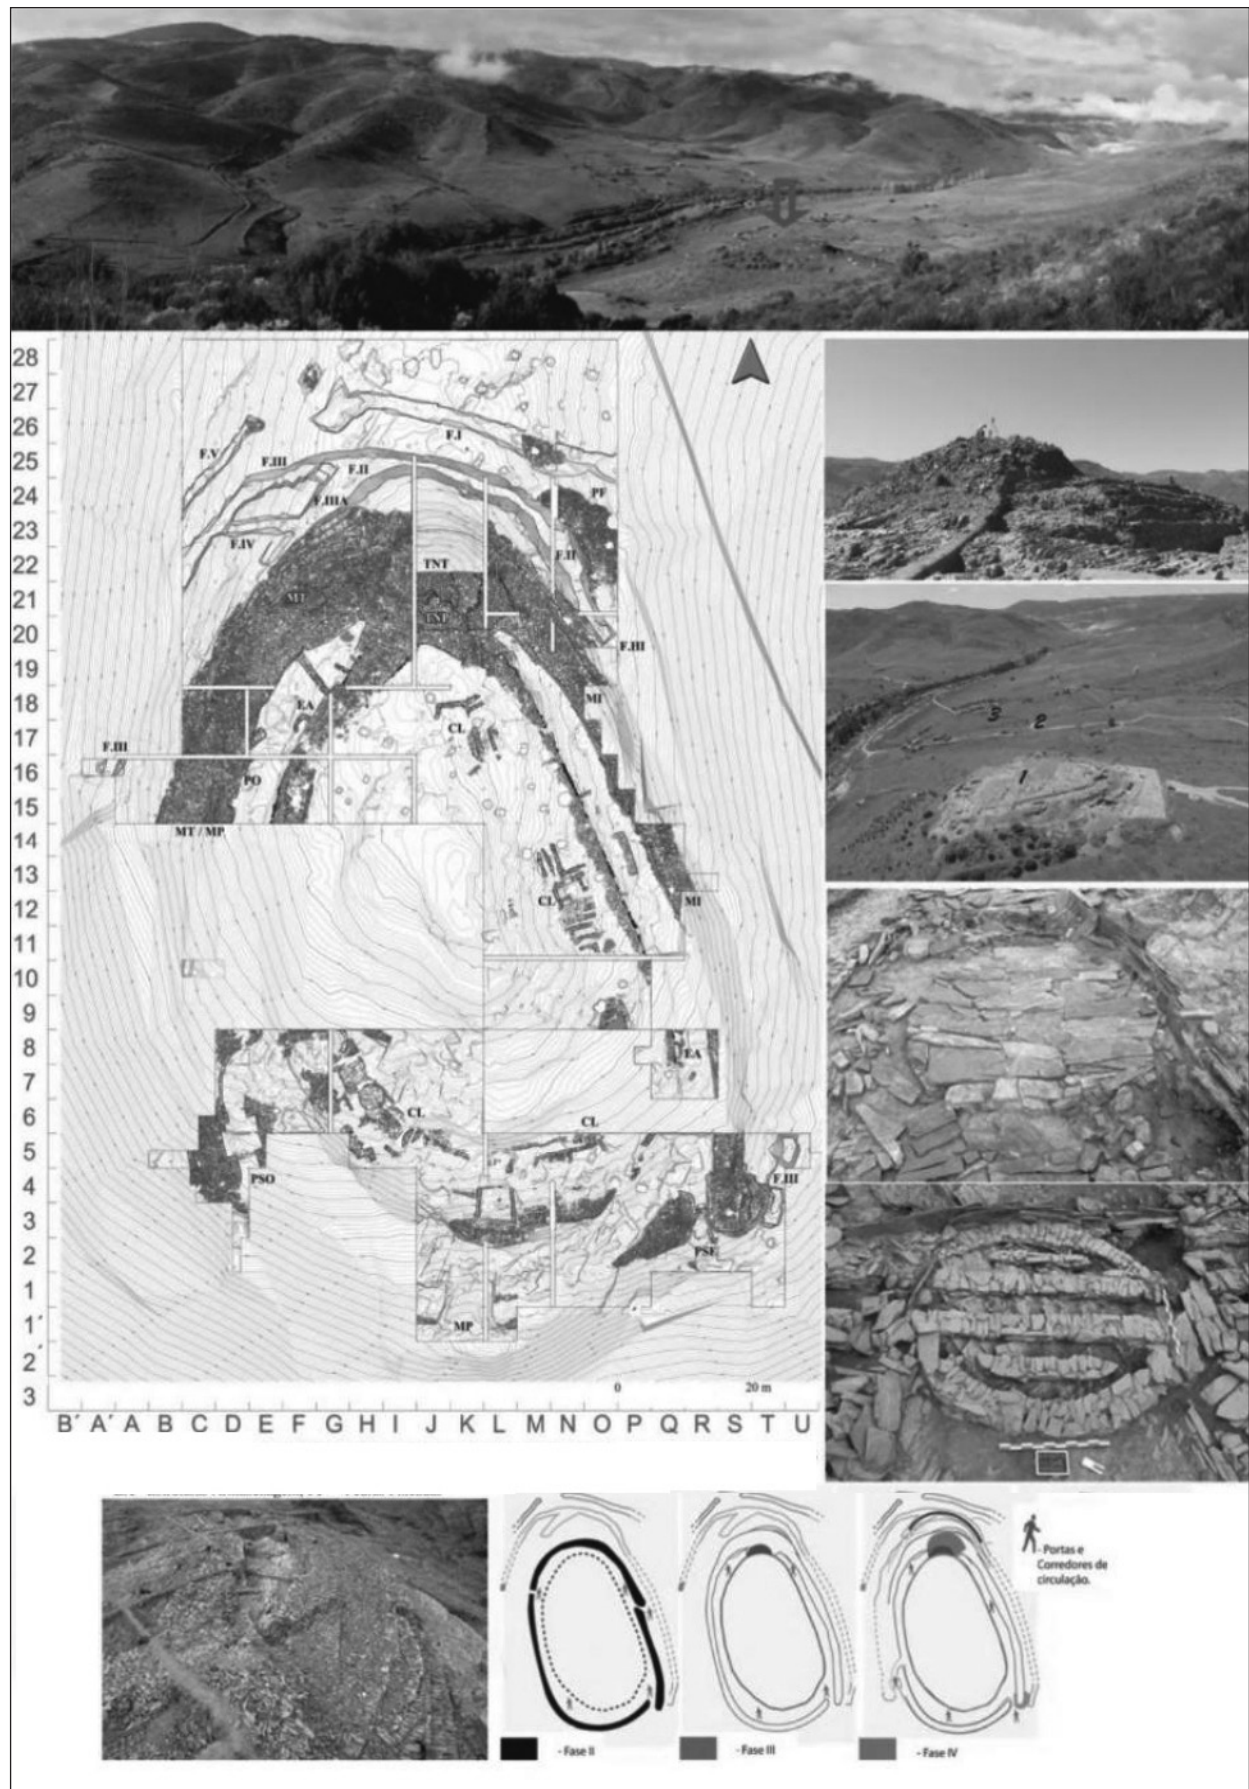 28
27
26
25
24
23
22
21
20
19
18
17
16
15
14
13
12
11
10
9
8
7
6
5
4
3
2
1
1´
2´
3
B´ A´ A B C D E F G H I J K L M N O P Q R S T U
F.I
F.V
F.III
F.II
F.IIIA
PF
F.IV
F.II
TNT
MT
F.III
EA
MI
CL
F.III
PO
MT / MP
CL
MI
EA
CL
CL
PSO
F.III
PSE
MP
0 20 m
3 2
1
- Portas e
Corredores de
circulação.
- Fase II
- Fase III
- Fase IV